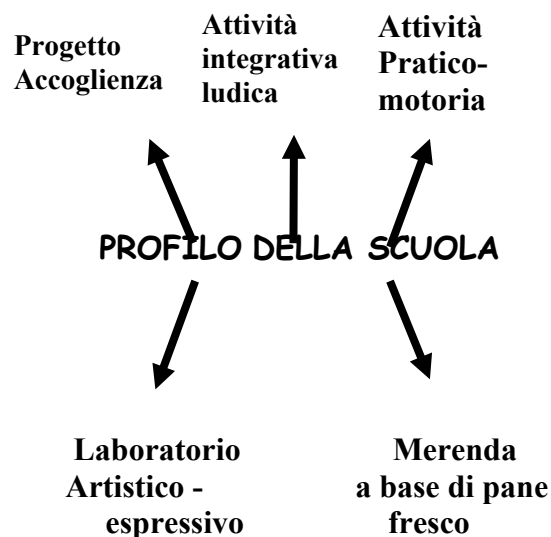 Progetto
Accoglienza
Attività
integrativa
ludica
Attività
Pratico-
motoria
PROFILO DELLA SCUOLA
Laboratorio
Artistico -
espressivo
Merenda
a base di pane
fresco